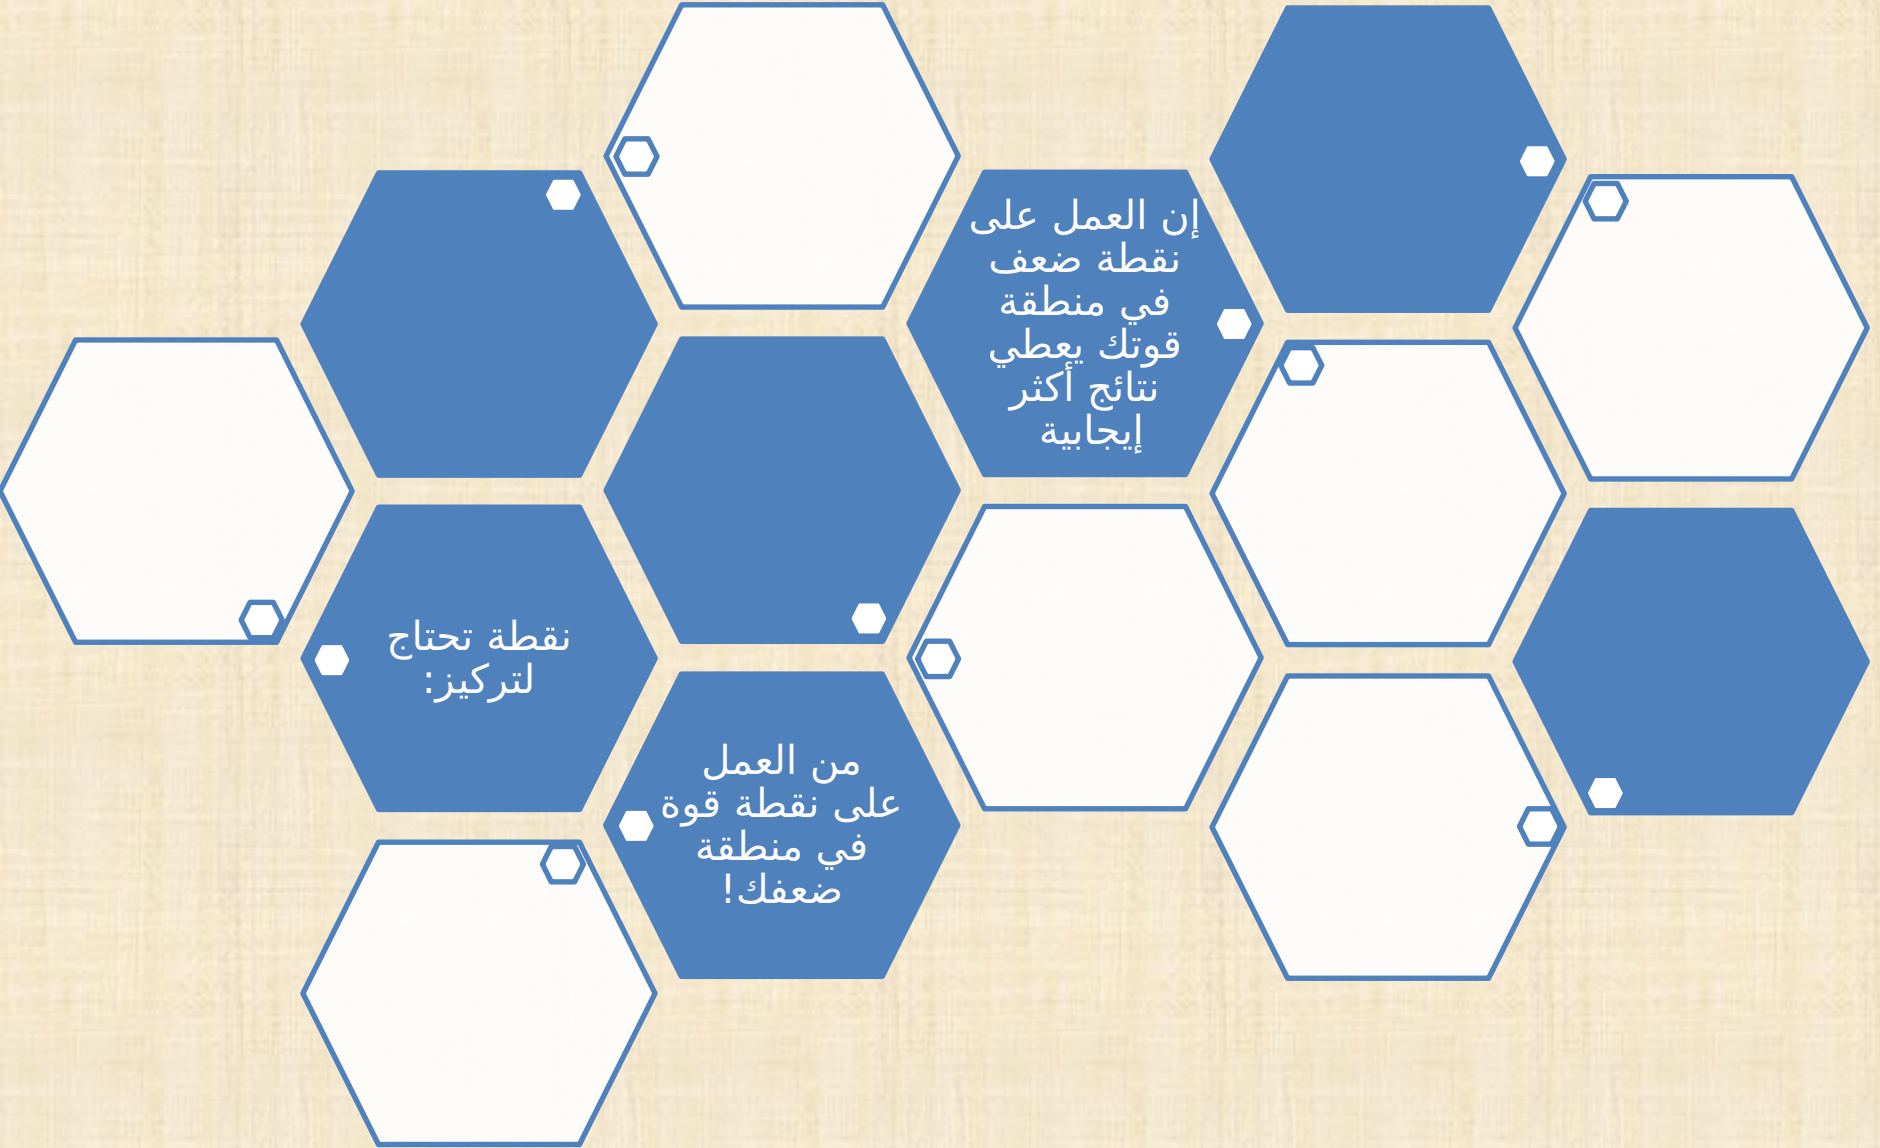 نقطة تحتاج
لتركيز:
إن العمل على
نقطة ضعف
في منطقة
قوتك يعطي
نتائج أكثر
إيجابية
من العمل
على نقطة قوة
في منطقة
ضعفك!